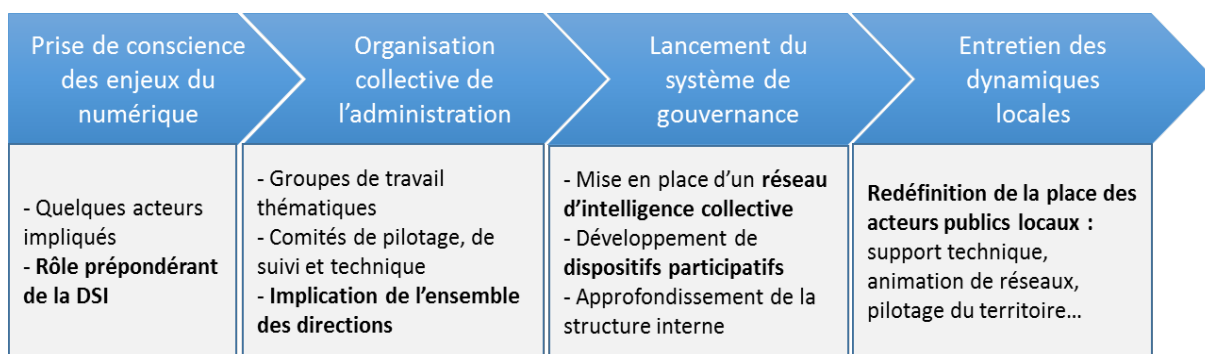 Prise de conscience
des enjeux du
numérique
Organisation
collective de
l’administration
Lancement du
système de
gouvernance
Entretien des
dynamiques
locales
- Quelques acteurs
impliqués
- Rôle prépondérant
de la DSI
- Groupes de travail
thématiques
- Comités de pilotage, de
suivi et technique
- Implication de l’ensemble
des directions
- Mise en place d’un réseau
d’intelligence collective
- Développement de
dispositifs participatifs
- Approfondissement de la
structure interne
Redéfinition de la place des
acteurs publics locaux :
support technique,
animation de réseaux,
pilotage du territoire…